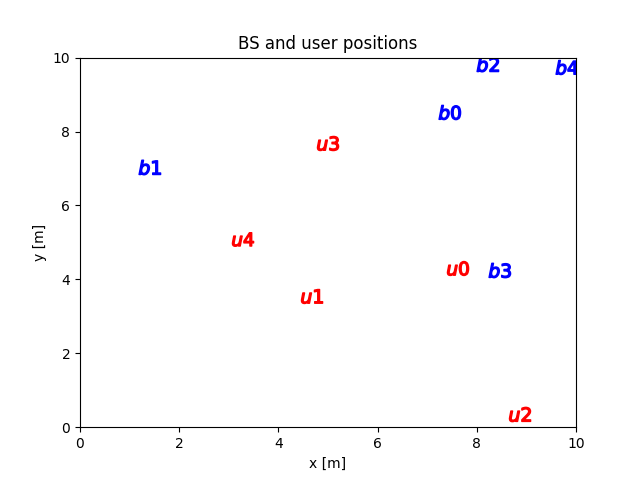 BS and user positions
10
b2
b4
b0
8
u3
b1
6
u4
y [m]
4
u0
b3
u1
2
u2
0
0 2 4 6 8 10
x [m]